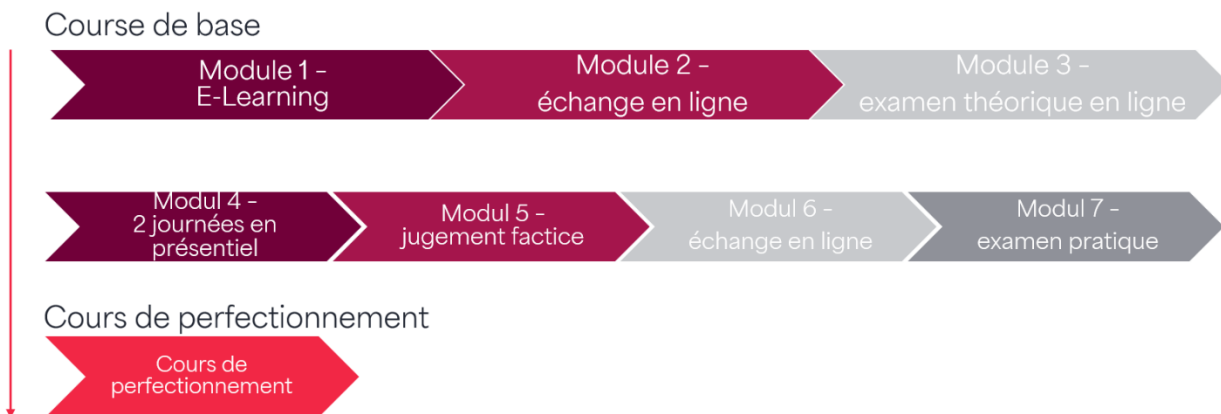 Course de base
Module 1 –
E-Learning
Module 2 –
échange en ligne
Module 3 –
examen théorique en ligne
Modul 4 –
2 journées en
présentiel
Modul 5 –
jugement factice
Modul 6 –
échange en ligne
Modul 7 –
examen pratique
Cours de perfectionnement
Cours de
perfectionnement